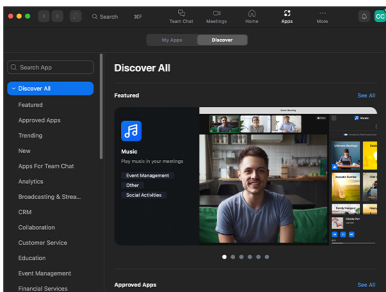 Search ⌘F
Team Chat
Meetings
Home
Apps
More
CC
My Apps
Discover
Search App
Discover All
Featured
Approved Apps
Trending
New
Apps For Team Chat
Analytics
Broadcasting & Strea...
CRM
Collaboration
Customer Service
Education
Event Management
Financial Services
Discover All
Featured
See All
Music
Play music in your meetings
Event Management
Other
Social Activities
Music
Approved Apps
See All